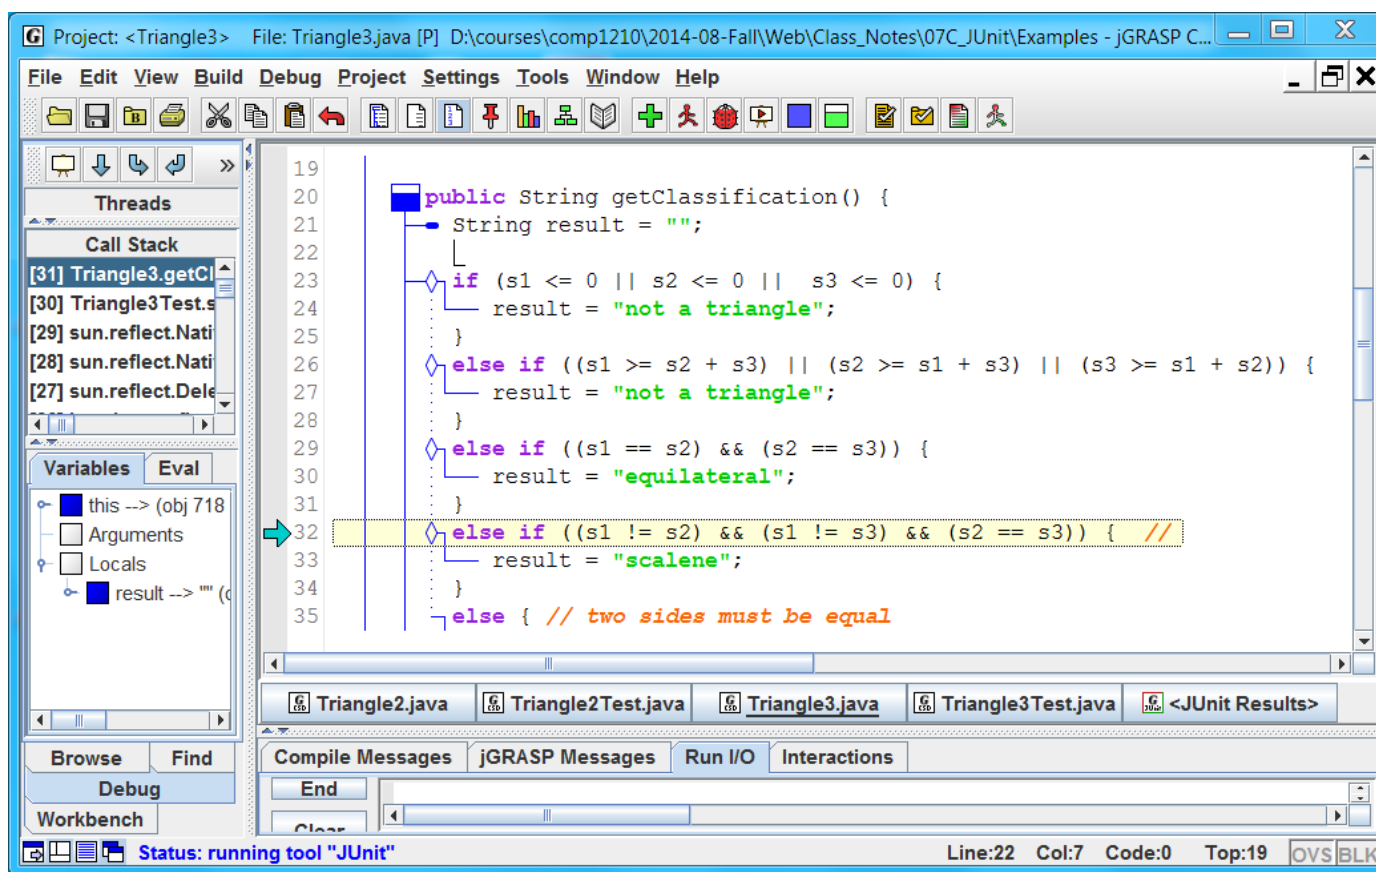 Project: <Triangle3>   File: Triangle3.java [P]  D:\courses\comp1210\2014-08-Fall\Web\Class_Notes\07C_JUnit\Examples - jGRASP C...
File Edit View Build Debug Project Settings Tools Window Help
Threads
Call Stack
[31] Triangle3.getCl
[30] Triangle3Test.s
[29] sun.reflect.Nati
[28] sun.reflect.Nati
[27] sun.reflect.Dele
Variables Eval
this --> (obj 718
Arguments
Locals
result --> "" (
Browse Find
Debug
Workbench
19
20 public String getClassification() {
21 String result = "";
22
23 if (s1 <= 0 || s2 <= 0 ||  s3 <= 0) {
24 result = "not a triangle";
25 }
26 else if ((s1 >= s2 + s3) || (s2 >= s1 + s3) || (s3 >= s1 + s2)) {
27 result = "not a triangle";
28 }
29 else if ((s1 == s2) && (s2 == s3)) {
30 result = "equilateral";
31 }
32 else if ((s1 != s2) && (s1 != s3) && (s2 == s3)) {  //
33 result = "scalene";
34 }
35 else { // two sides must be equal
Triangle2.java Triangle2Test.java Triangle3.java Triangle3Test.java <JUnit Results>
Compile Messages jGRASP Messages Run I/O Interactions
End
Clear
Status: running tool "JUnit" Line:22 Col:7 Code:0 Top:19 OVS BLK